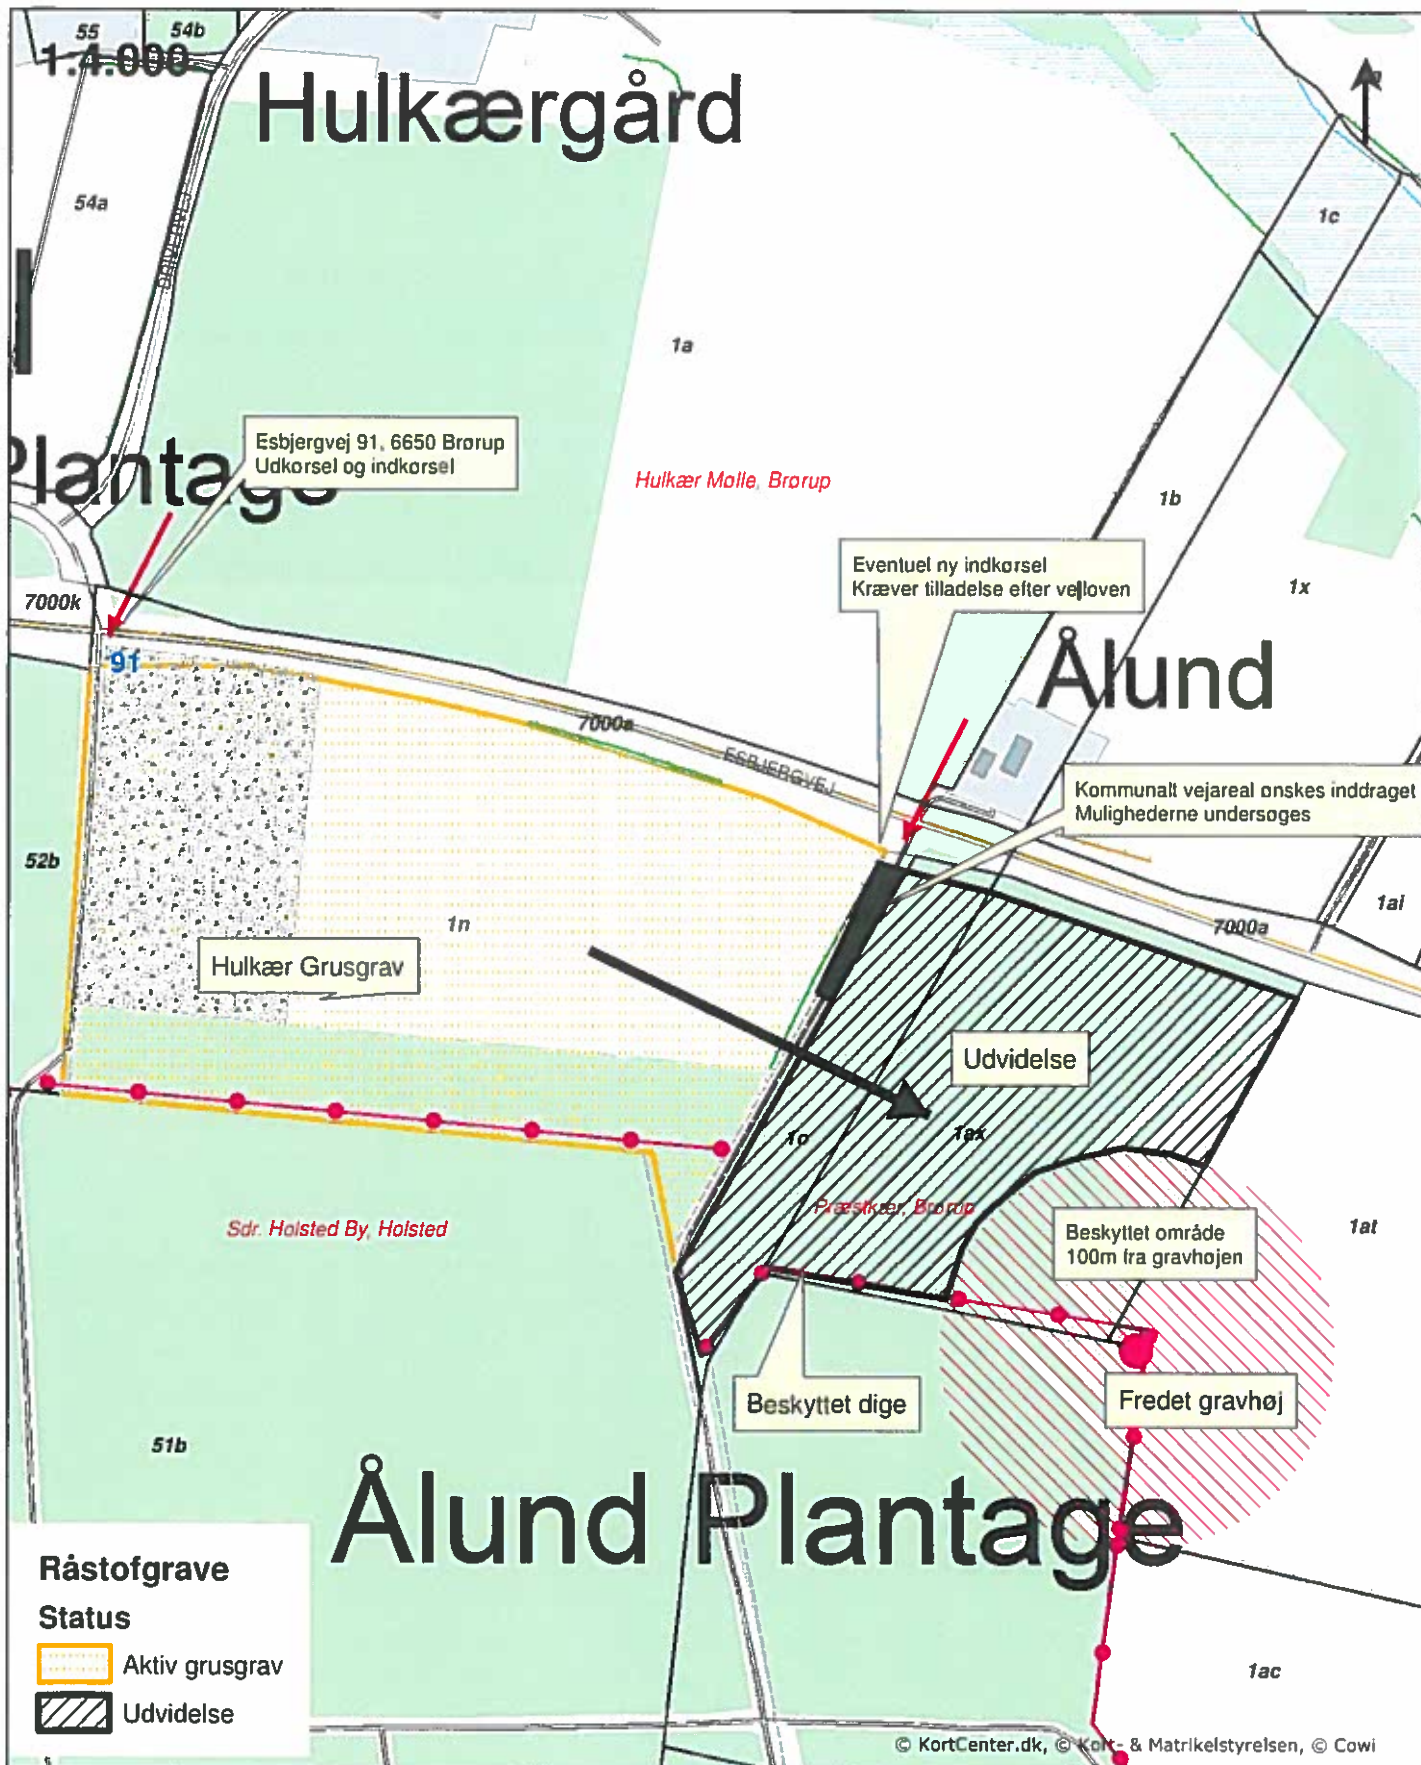 55
54b
1:4.000
Hulkærgård
54a
DRIVERVEJ
1c
1a
Esbjergvej 91, 6650 Brørup
Udkørsel og indkørsel
Plantage
Hulkær Mølle, Brørup
1b
Eventuel ny indkørsel
Kræver tilladelse efter vejloven
1x
7000k
Ålund
91
7000a
ESBJERGVEJ
Kommunalt vejareal ønskes inddraget
Mulighederne undersøges
52b
1ai
1n
7000a
Hulkær Grusgrav
Udvidelse
1o
1ax
Præstkær, Brørup
Sdr. Holsted By, Holsted
Beskyttet område
100m fra gravhøjen
1at
Beskyttet dige
Fredet gravhøj
51b
Ålund Plantage
Råstofgrave
Status
Aktiv grusgrav
Udvidelse
1ac
© KortCenter.dk, © Kort- & Matrikelstyrelsen, © Cowi